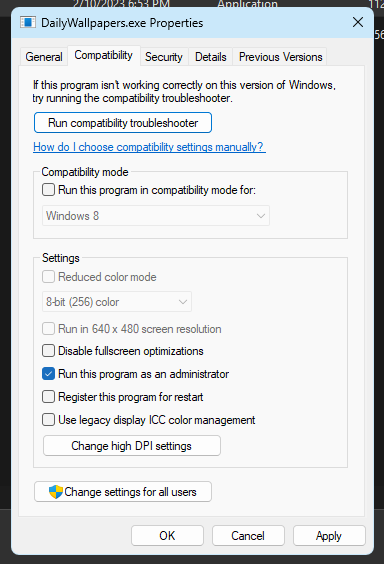 2/10/2023 6:53 PM Application 112
DailyWallpapers.exe Properties
General Compatibility Security Details Previous Versions
If this program isn't working correctly on this version of Windows,
try running the compatibility troubleshooter.
Run compatibility troubleshooter
How do I choose compatibility settings manually?
Compatibility mode
Run this program in compatibility mode for:
Windows 8
Settings
Reduced color mode
8-bit (256) color
Run in 640 x 480 screen resolution
Disable fullscreen optimizations
Run this program as an administrator
Register this program for restart
Use legacy display ICC color management
Change high DPI settings
Change settings for all users
OK Cancel Apply